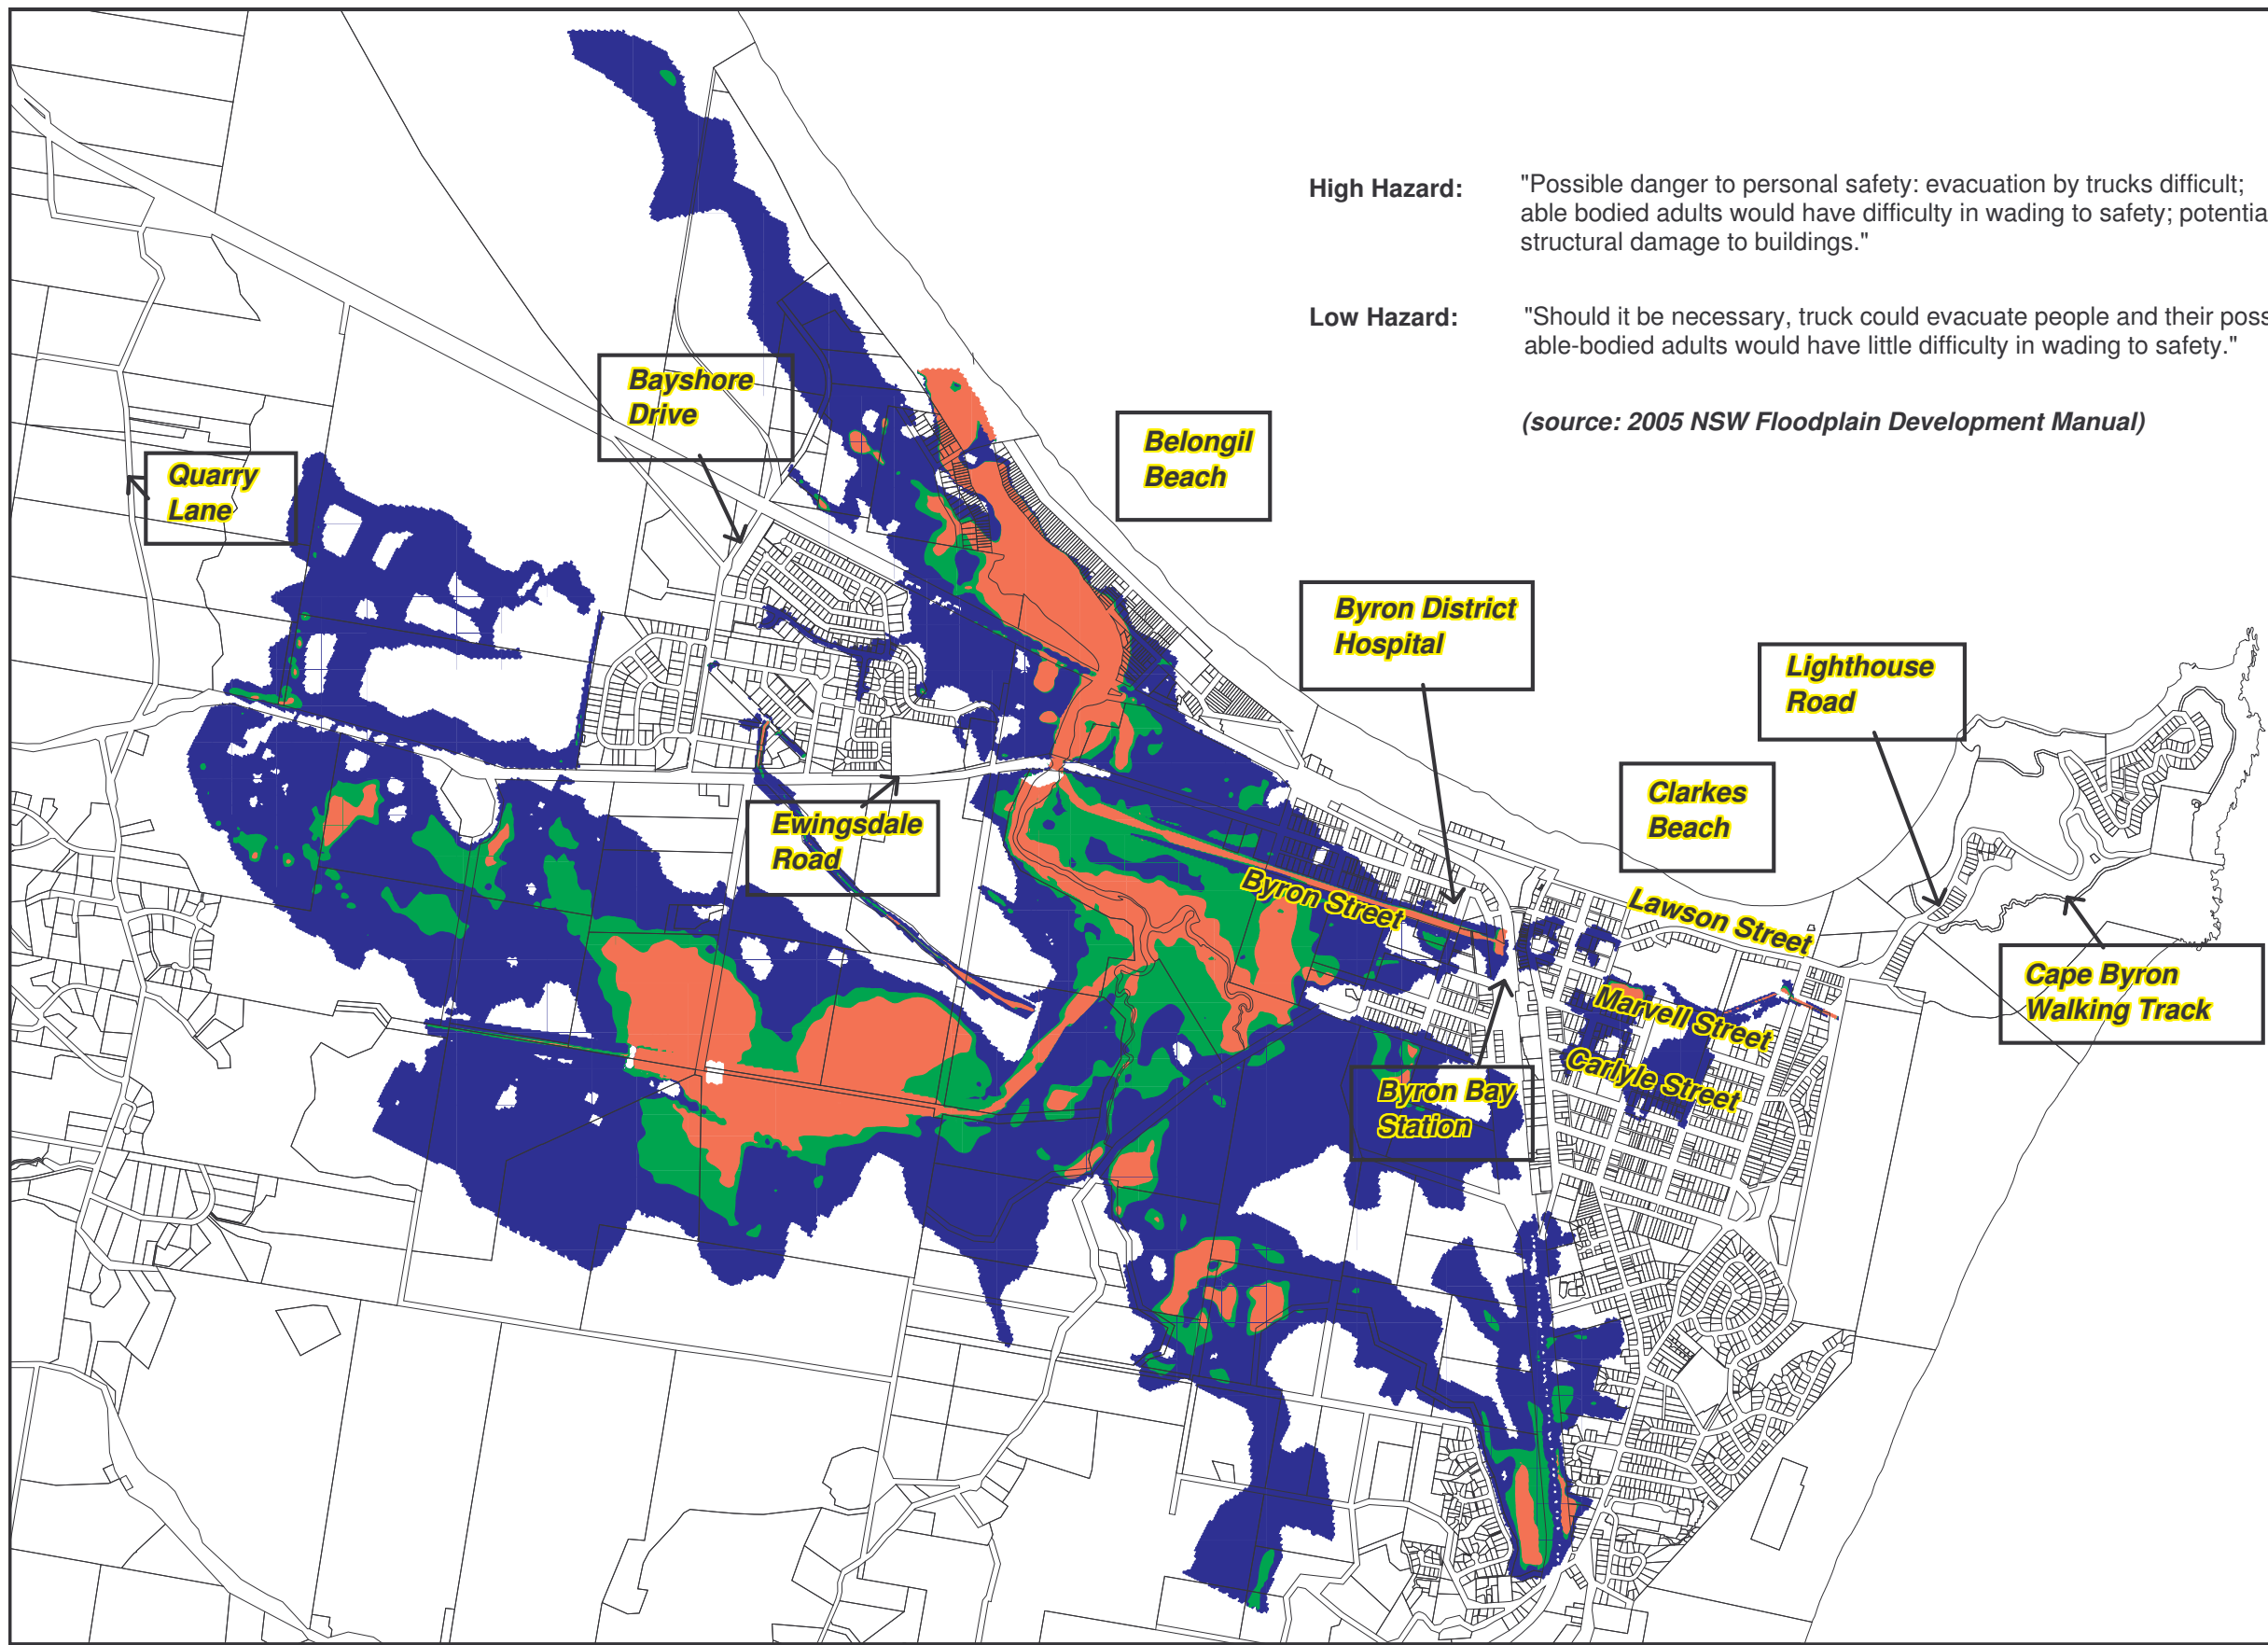 High Hazard:
"Possible danger to personal safety: evacuation by trucks difficult;
able bodied adults would have difficulty in wading to safety; potentia
structural damage to buildings."
Low Hazard:
"Should it be necessary, truck could evacuate people and their poss
able-bodied adults would have little difficulty in wading to safety."
(source: 2005 NSW Floodplain Development Manual)
Bayshore
Drive
Belongil
Beach
Quarry
Lane
Byron District
Hospital
Lighthouse
Road
Clarkes
Beach
Ewingsdale
Road
Byron Street
Lawson Street
Cape Byron
Walking Track
Marvell Street
Carlyle Street
Byron Bay
Station